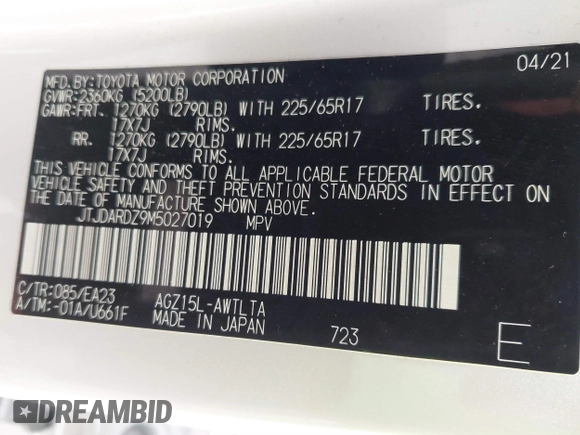 MFD.BY:TOYOTA MOTOR CORPORATION 04/21
GVWR:2360KG (5200LB)
GAWR:FRT. 1270KG (2790LB) WITH 225/65R17 TIRES.
17X7J RIMS.
RR. 1270KG (2790LB) WITH 225/65R17 TIRES.
17X7J RIMS.
THIS VEHICLE CONFORMS TO ALL APPLICABLE FEDERAL MOTOR
VEHICLE SAFETY AND THEFT PREVENTION STANDARDS IN EFFECT ON
THE DATE OF MANUFACTURE SHOWN ABOVE.
JTJDARDZ9M5027019 MPV
C/TR:085/EA23 AGZ15L-AWTLTA
A/TM:-01A/U661F MADE IN JAPAN 723 E
DREAMBID